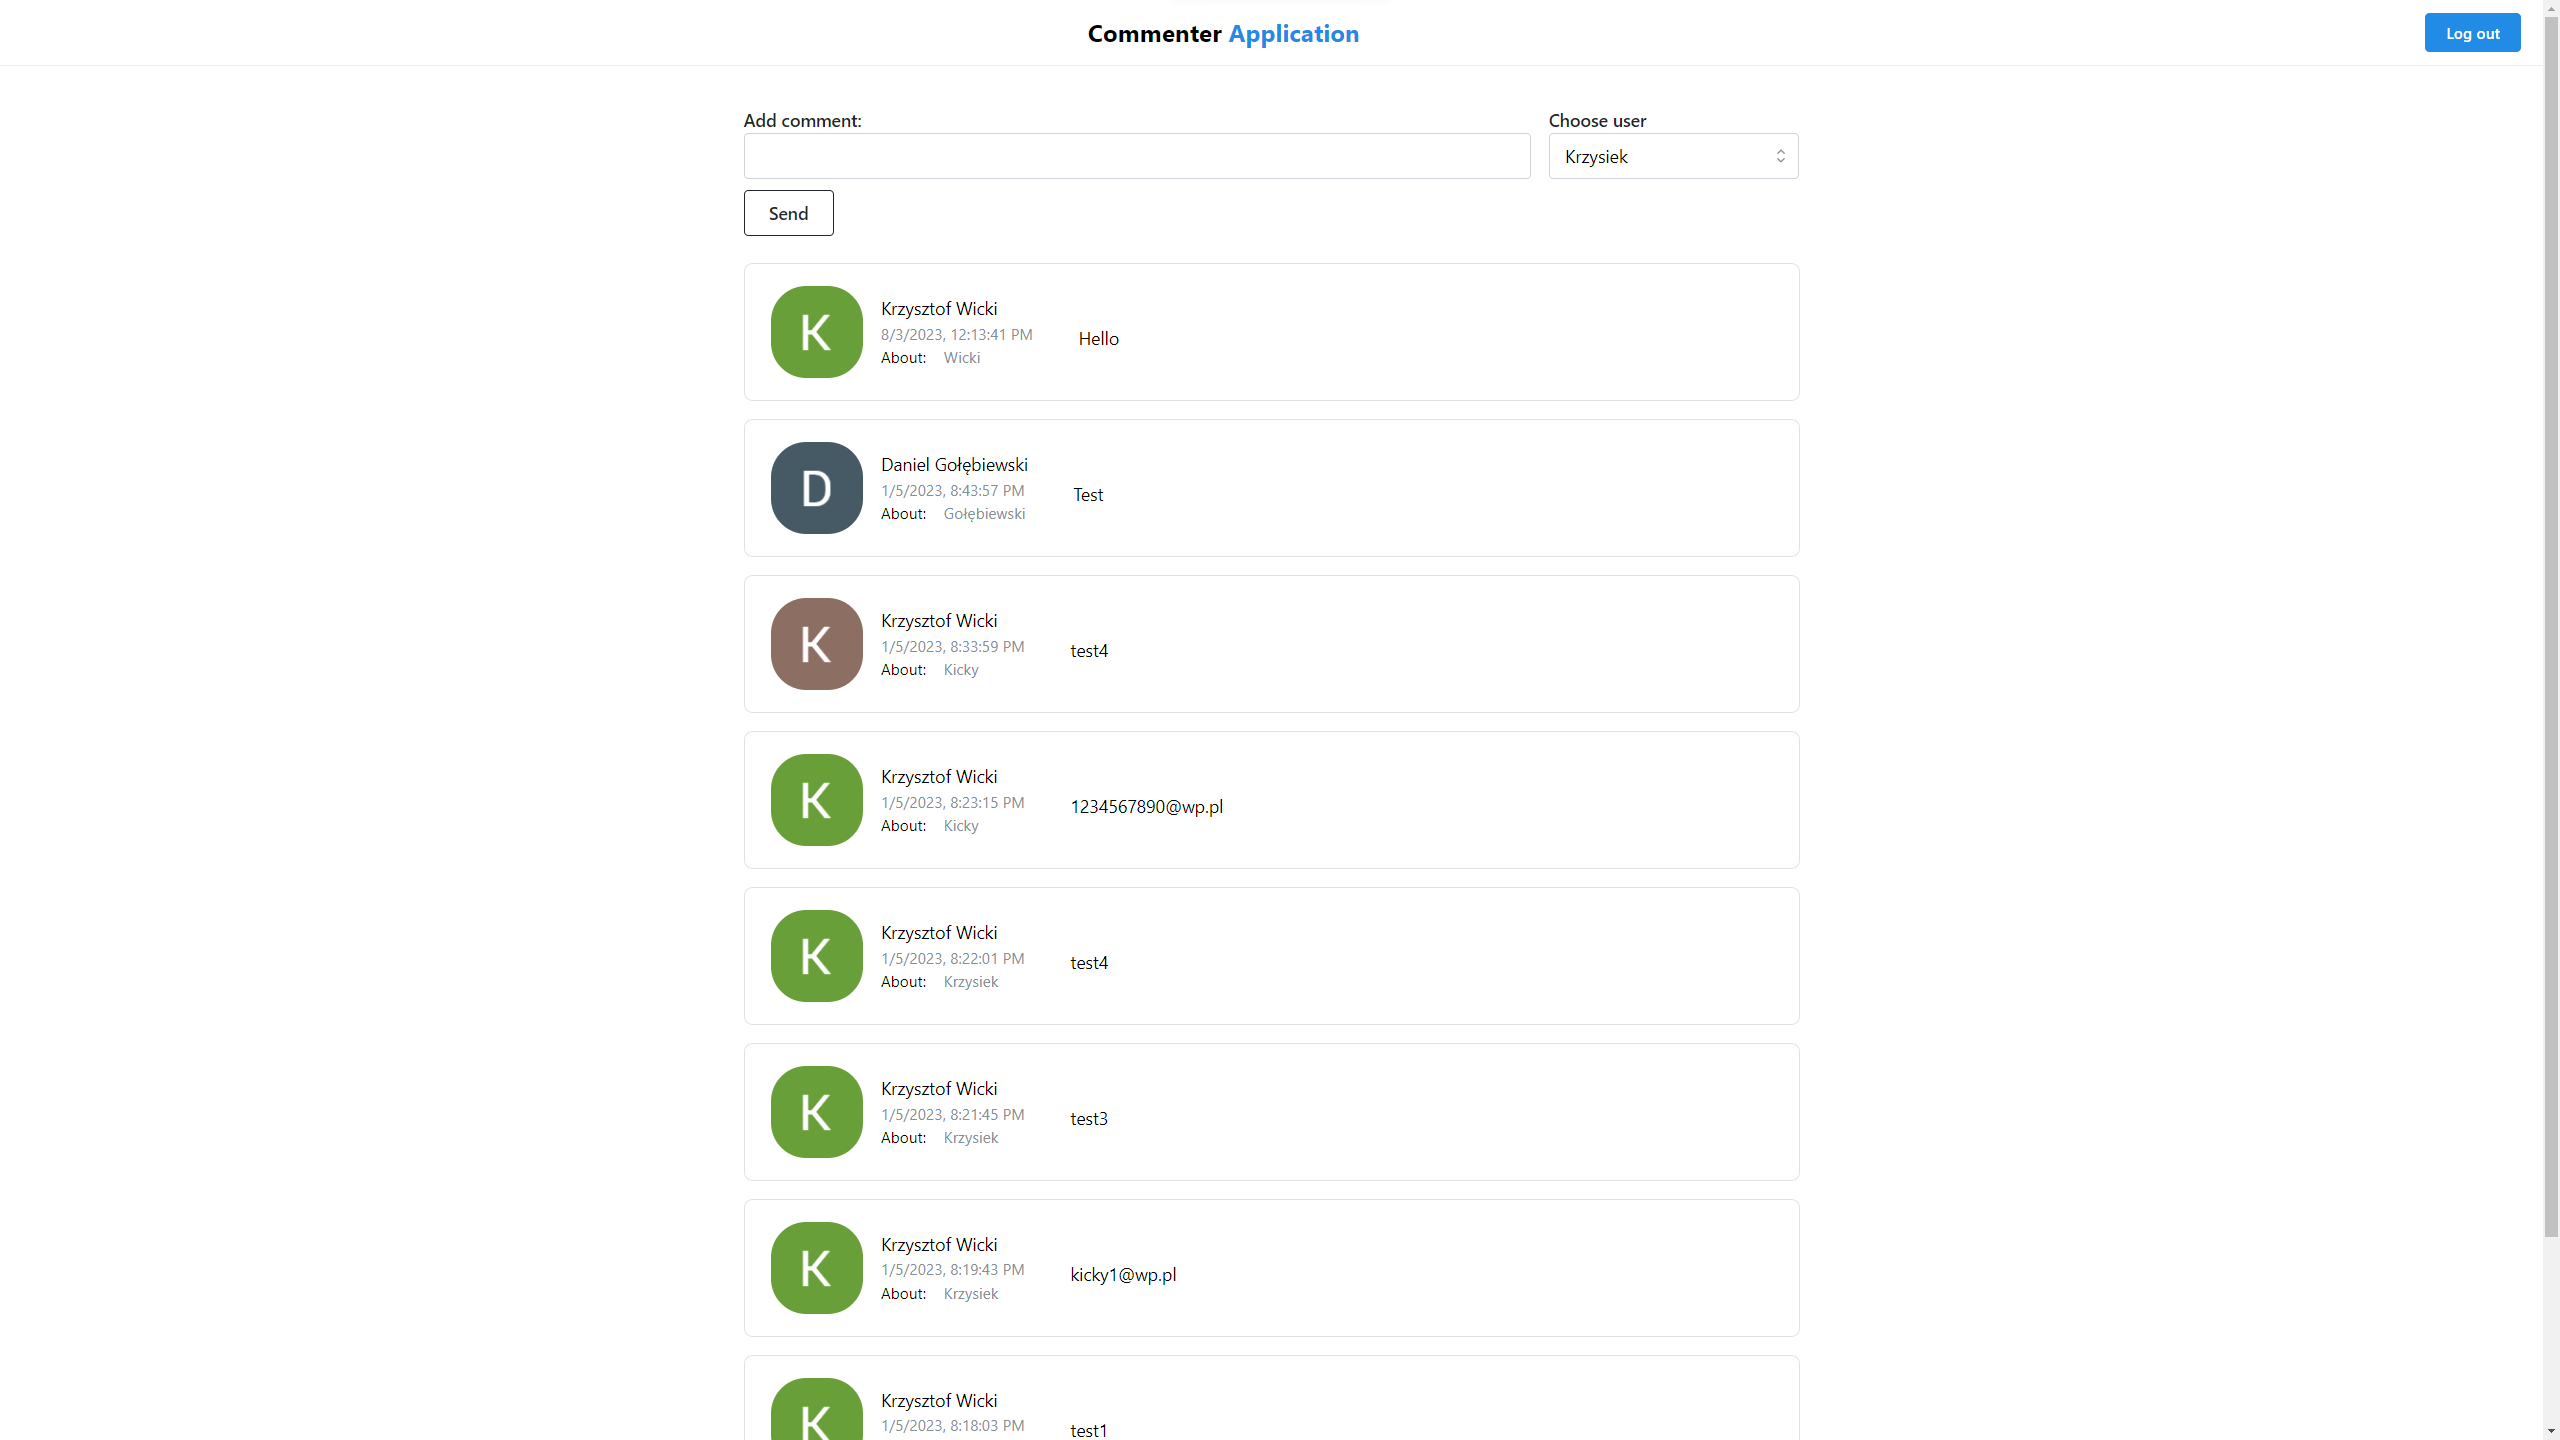 Commenter Application
Log out
Add comment:
Choose user
Krzysiek
Send
K
Krzysztof Wicki
8/3/2023, 12:13:41 PM
About: Wicki
Hello
D
Daniel Gołębiewski
1/5/2023, 8:43:57 PM
About: Gołębiewski
Test
K
Krzysztof Wicki
1/5/2023, 8:33:59 PM
About: Kicky
test4
K
Krzysztof Wicki
1/5/2023, 8:23:15 PM
About: Kicky
1234567890@wp.pl
K
Krzysztof Wicki
1/5/2023, 8:22:01 PM
About: Krzysiek
test4
K
Krzysztof Wicki
1/5/2023, 8:21:45 PM
About: Krzysiek
test3
K
Krzysztof Wicki
1/5/2023, 8:19:43 PM
About: Krzysiek
kicky1@wp.pl
K
Krzysztof Wicki
1/5/2023, 8:18:03 PM
test1